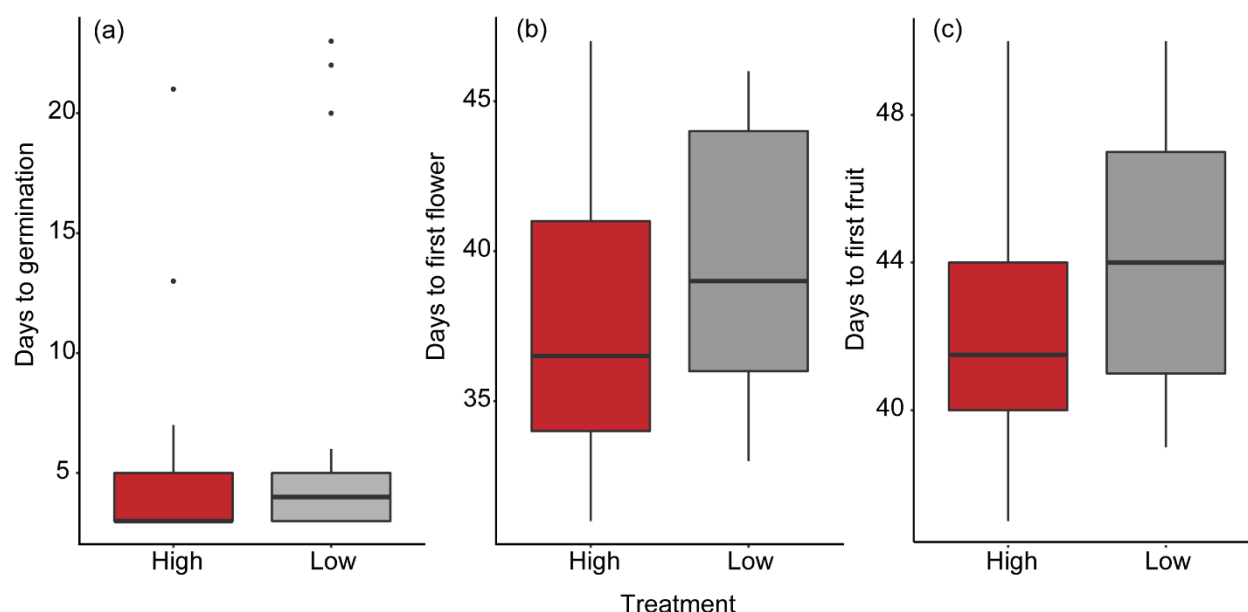 (a)
Days to germination
20
15
10
5
High
Low
(b)
Days to first flower
45
40
35
High
Low
(c)
Days to first fruit
48
44
40
High
Low
Treatment